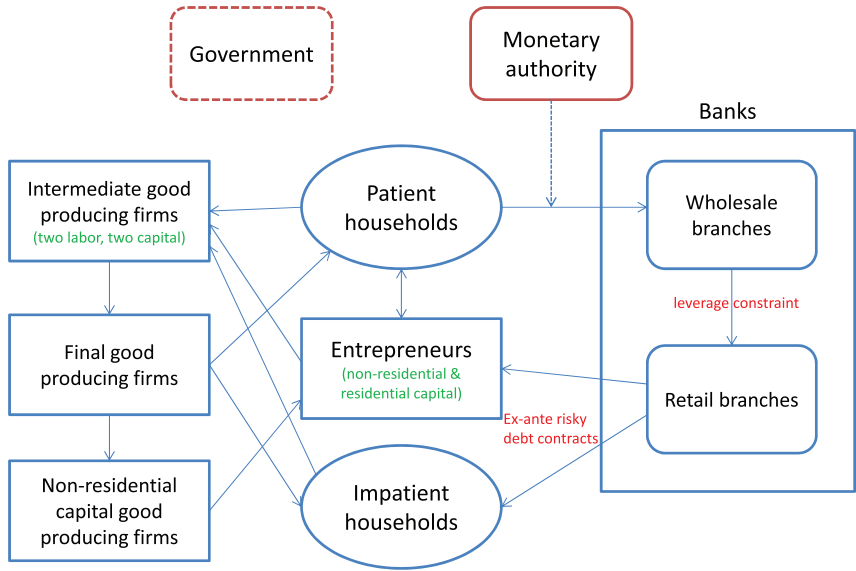 Government
Monetary
authority
Banks
Intermediate good
producing firms
(two labor, two capital)
Patient
households
Wholesale
branches
leverage constraint
Final good
producing firms
Entrepreneurs
(non-residential &
residential capital)
Retail branches
Ex-ante risky
debt contracts
Non-residential
capital good
producing firms
Impatient
households